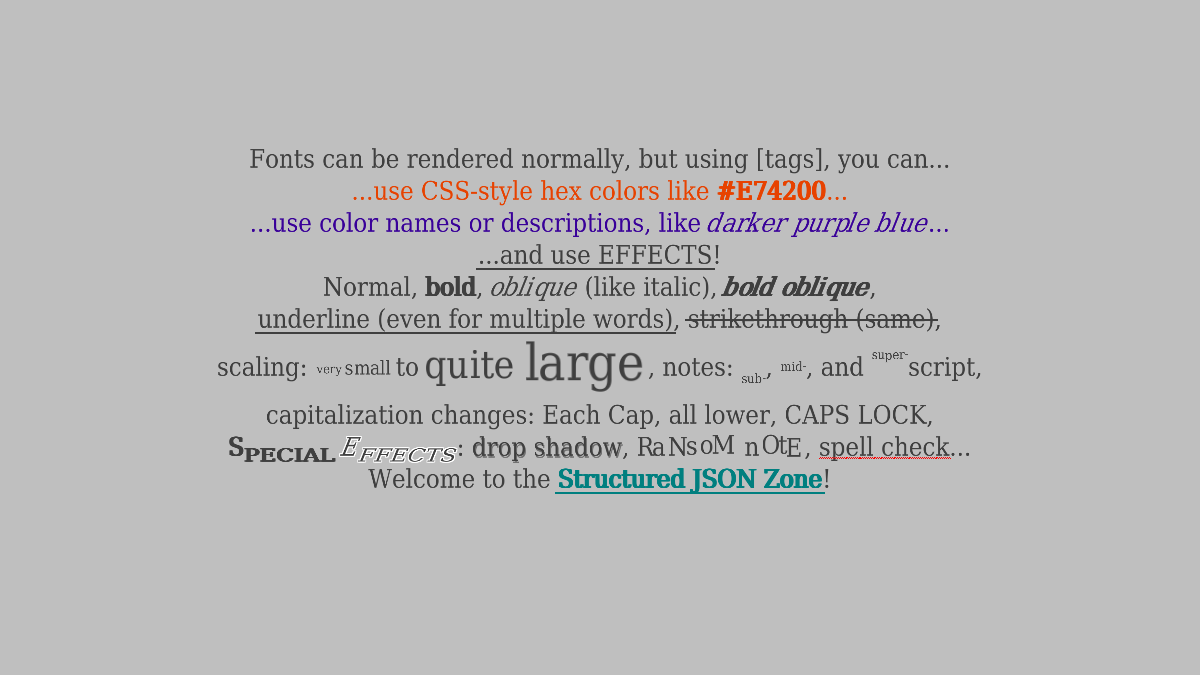 Fonts can be rendered normally, but using [tags], you can...
...use CSS-style hex colors like #E74200...
...use color names or descriptions, like darker purple blue...
...and use EFFECTS!
Normal, bold, oblique (like italic), bold oblique,
underline (even for multiple words), strikethrough (same),
scaling: very small to quite large, notes: sub-, mid-, and super-script,
capitalization changes: Each Cap, all lower, CAPS LOCK,
SPECIAL EFFECTS: drop shadow, RaNsoM nOtE, spell check...
Welcome to the Structured JSON Zone!